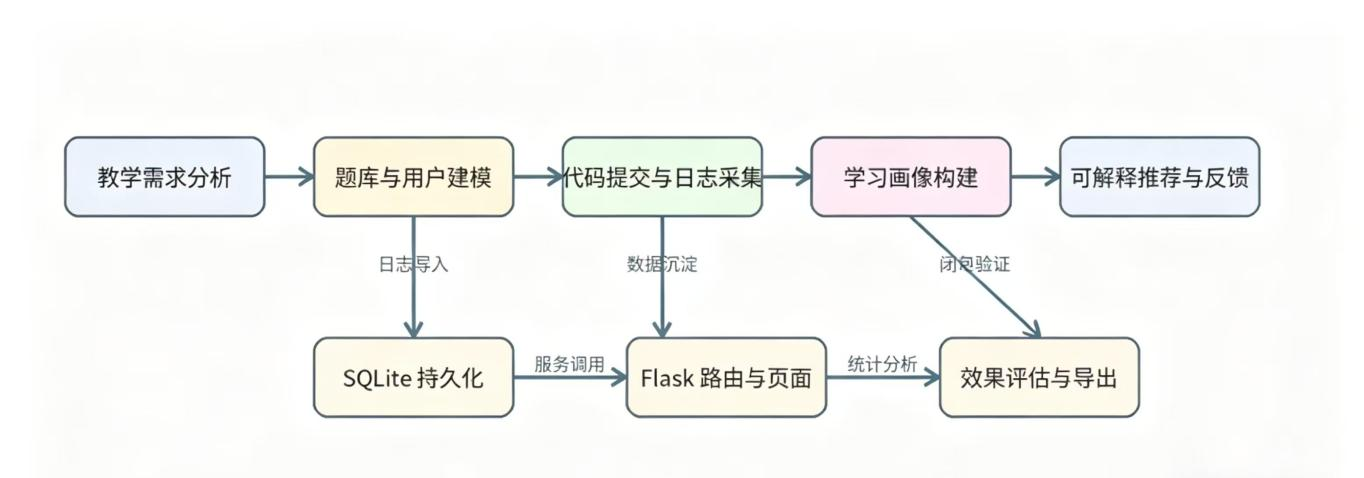 教学需求分析
题库与用户建模
代码提交与日志采集
学习画像构建
可解释推荐与反馈
日志导入
数据沉淀
闭包验证
SQLite 持久化
服务调用
Flask 路由与页面
统计分析
效果评估与导出